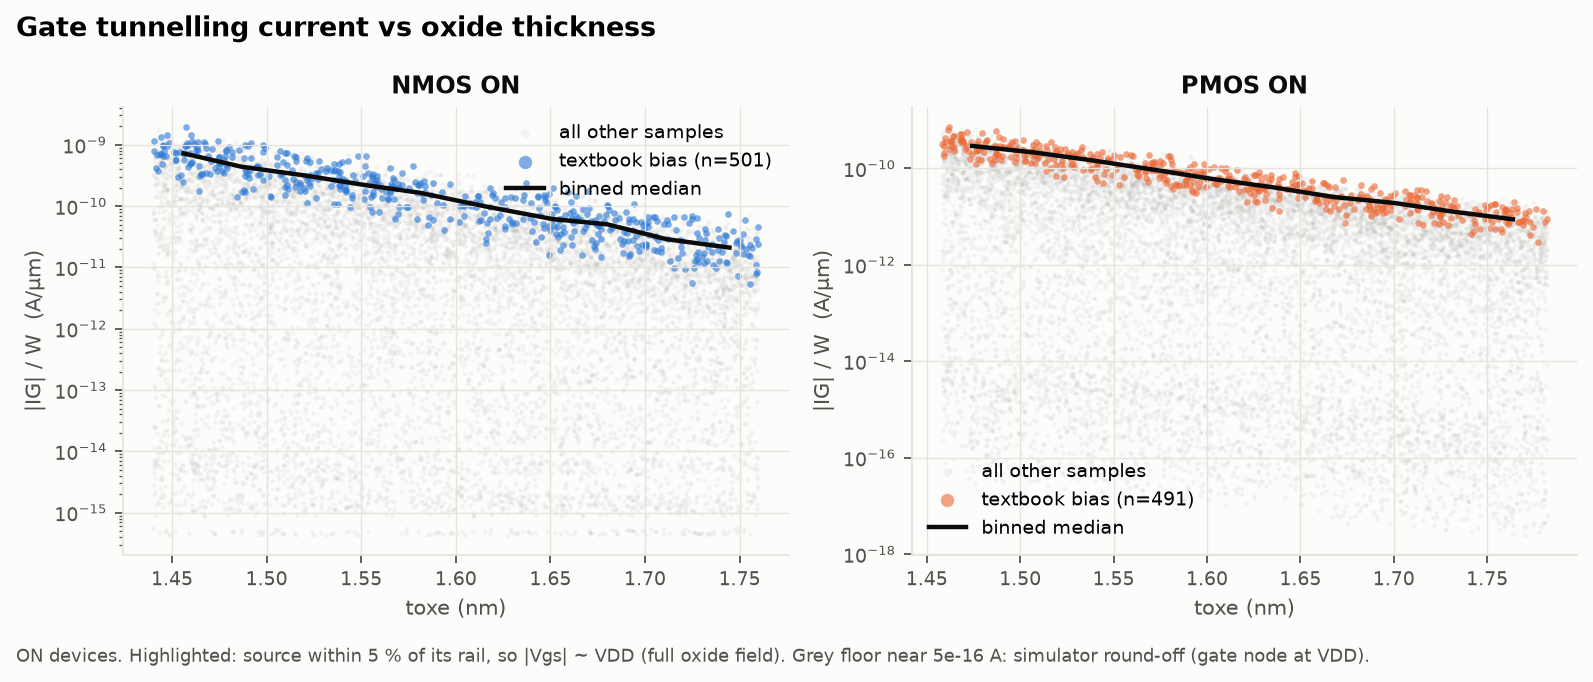 Gate tunnelling current vs oxide thickness
NMOS ON
all other samples
textbook bias (n=501)
binned median
|IG| / W (A/μm)
10⁻⁹
10⁻¹⁰
10⁻¹¹
10⁻¹²
10⁻¹³
10⁻¹⁴
10⁻¹⁵
1.45 1.50 1.55 1.60 1.65 1.70 1.75
toxe (nm)
PMOS ON
|IG| / W (A/μm)
10⁻¹⁰
10⁻¹²
10⁻¹⁴
10⁻¹⁶
10⁻¹⁸
all other samples
textbook bias (n=491)
binned median
1.45 1.50 1.55 1.60 1.65 1.70 1.75
toxe (nm)
ON devices. Highlighted: source within 5 % of its rail, so |Vgs| ~ VDD (full oxide field). Grey floor near 5e-16 A: simulator round-off (gate node at VDD).